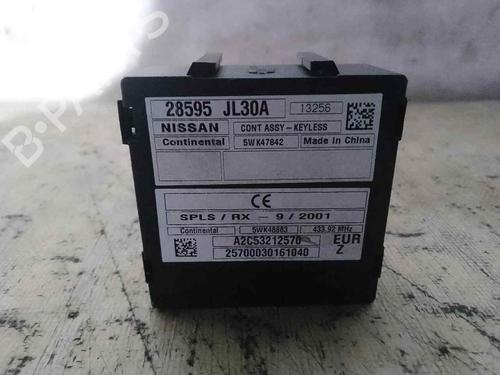 28595 JL30A 13256
NISSAN CONT ASSY-KEYLESS
Continental 5WK47842 Made in China
CE
SPLS / RX - 9 / 2001
Continental 5WK48883 433.92 MHz
A2C53212570 EUR
25700030161040 Z